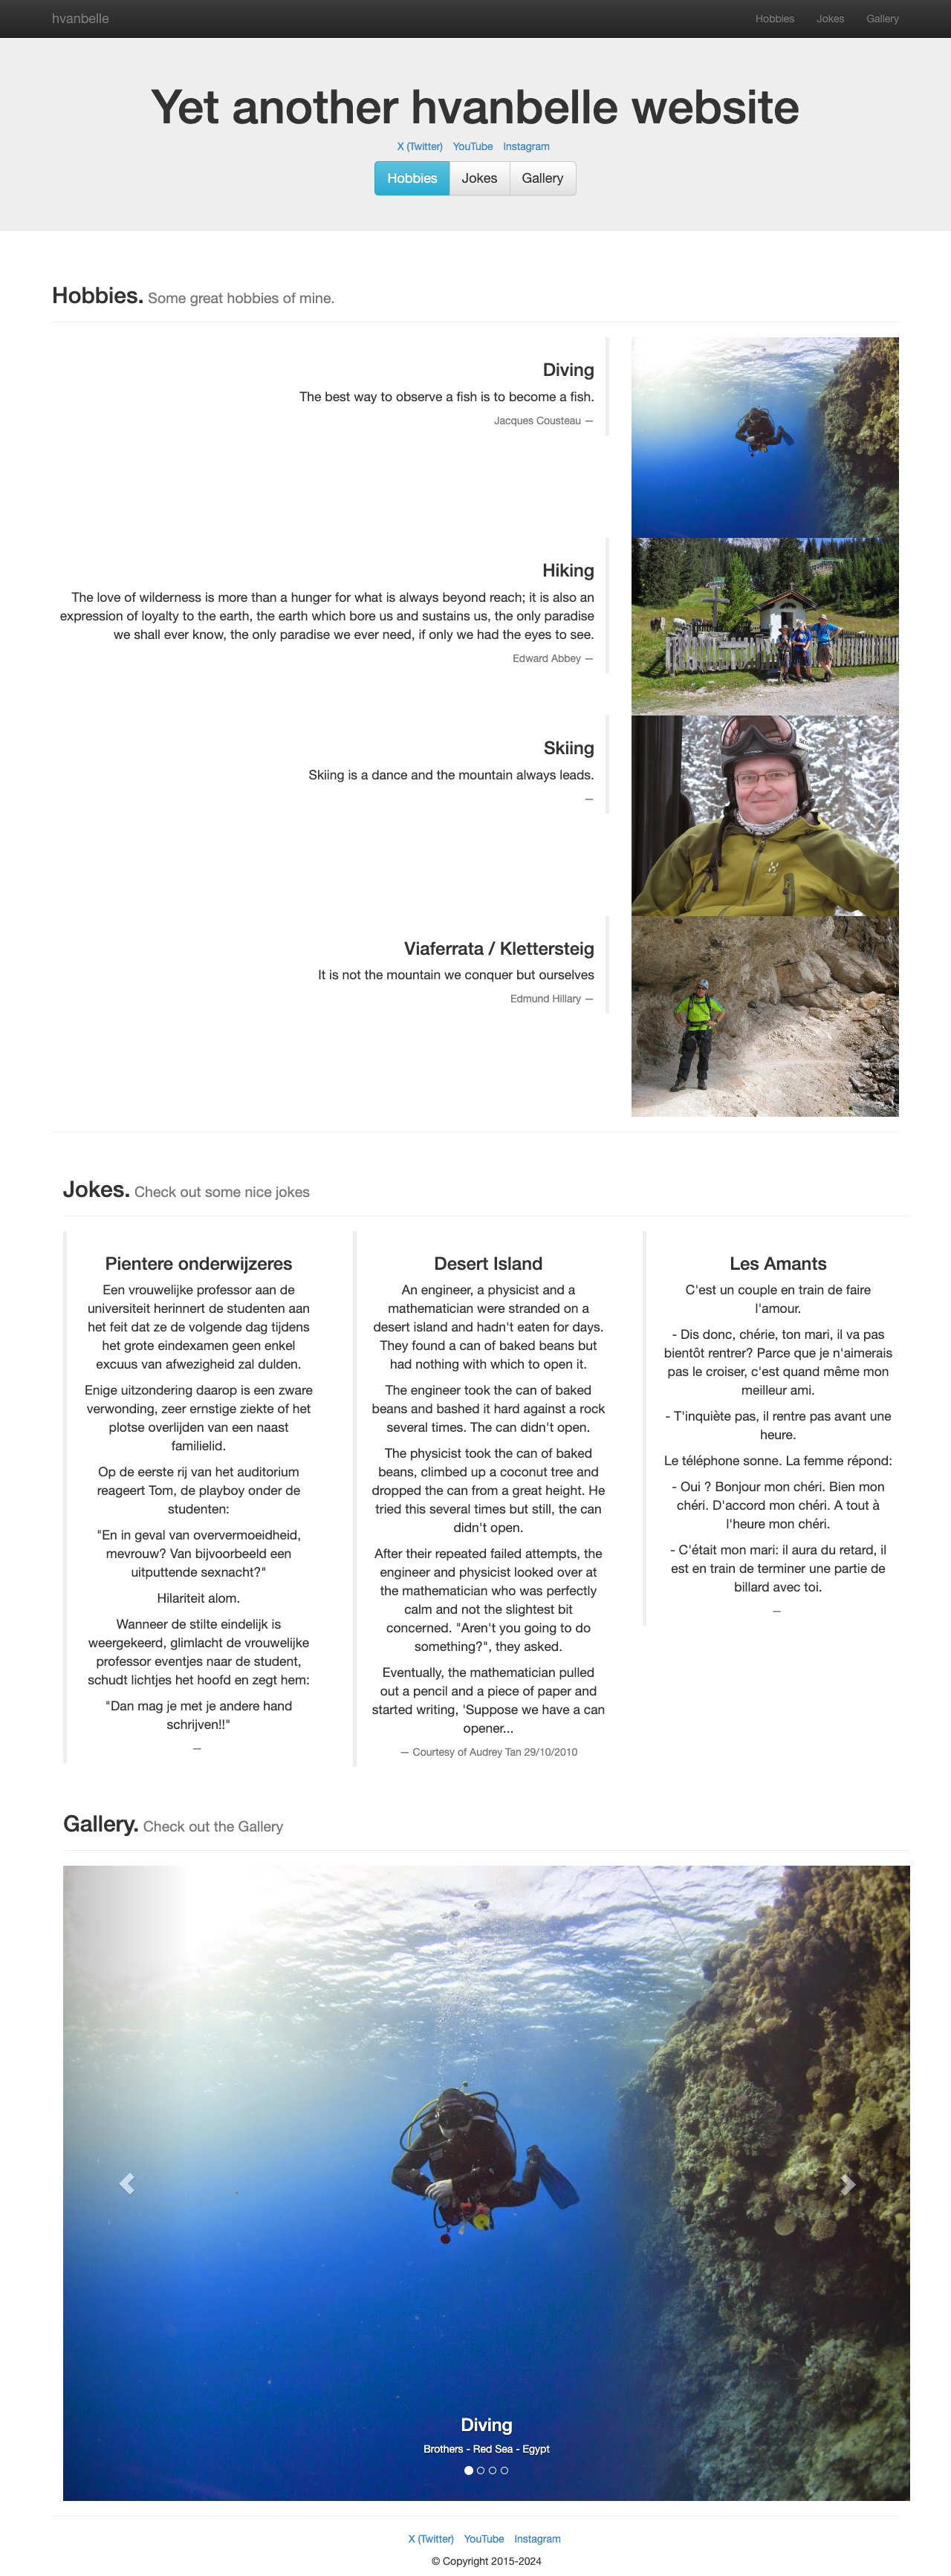 hvanbelle
Hobbies Jokes Gallery
Yet another hvanbelle website
X (Twitter) YouTube Instagram
Hobbies Jokes Gallery
Hobbies. Some great hobbies of mine.
Diving
The best way to observe a fish is to become a fish.
Jacques Cousteau —
Hiking
The love of wilderness is more than a hunger for what is always beyond reach; it is also an
expression of loyalty to the earth, the earth which bore us and sustains us, the only paradise
we shall ever know, the only paradise we ever need, if only we had the eyes to see.
Edward Abbey —
Skiing
Skiing is a dance and the mountain always leads.
—
Viaferrata / Klettersteig
It is not the mountain we conquer but ourselves
Edmund Hillary —
Jokes. Check out some nice jokes
Pientere onderwijzeres
Een vrouwelijke professor aan de
universiteit herinnert de studenten aan
het feit dat ze de volgende dag tijdens
het grote eindexamen geen enkel
excuus van afwezigheid zal dulden.
Enige uitzondering daarop is een zware
verwonding, zeer ernstige ziekte of het
plotse overlijden van een naast
familielid.
Op de eerste rij van het auditorium
reageert Tom, de playboy onder de
studenten:
"En in geval van oververmoeidheid,
mevrouw? Van bijvoorbeeld een
uitputtende sexnacht?"
Hilariteit alom.
Wanneer de stilte eindelijk is
weergekeerd, glimlacht de vrouwelijke
professor eventjes naar de student,
schudt lichtjes het hoofd en zegt hem:
"Dan mag je met je andere hand
schrijven!!"
—
Desert Island
An engineer, a physicist and a
mathematician were stranded on a
desert island and hadn't eaten for days.
They found a can of baked beans but
had nothing with which to open it.
The engineer took the can of baked
beans and bashed it hard against a rock
several times. The can didn't open.
The physicist took the can of baked
beans, climbed up a coconut tree and
dropped the can from a great height. He
tried this several times but still, the can
didn't open.
After their repeated failed attempts, the
engineer and physicist looked over at
the mathematician who was perfectly
calm and not the slightest bit
concerned. "Aren't you going to do
something?", they asked.
Eventually, the mathematician pulled
out a pencil and a piece of paper and
started writing, 'Suppose we have a can
opener...
— Courtesy of Audrey Tan 29/10/2010
Les Amants
C'est un couple en train de faire
l'amour.
- Dis donc, chérie, ton mari, il va pas
bientôt rentrer? Parce que je n'aimerais
pas le croiser, c'est quand même mon
meilleur ami.
- T'inquiète pas, il rentre pas avant une
heure.
Le téléphone sonne. La femme répond:
- Oui ? Bonjour mon chéri. Bien mon
chéri. D'accord mon chéri. A tout à
l'heure mon chéri.
- C'était mon mari: il aura du retard, il
est en train de terminer une partie de
billard avec toi.
—
Gallery. Check out the Gallery
Diving
Brothers - Red Sea - Egypt
X (Twitter) YouTube Instagram
© Copyright 2015-2024